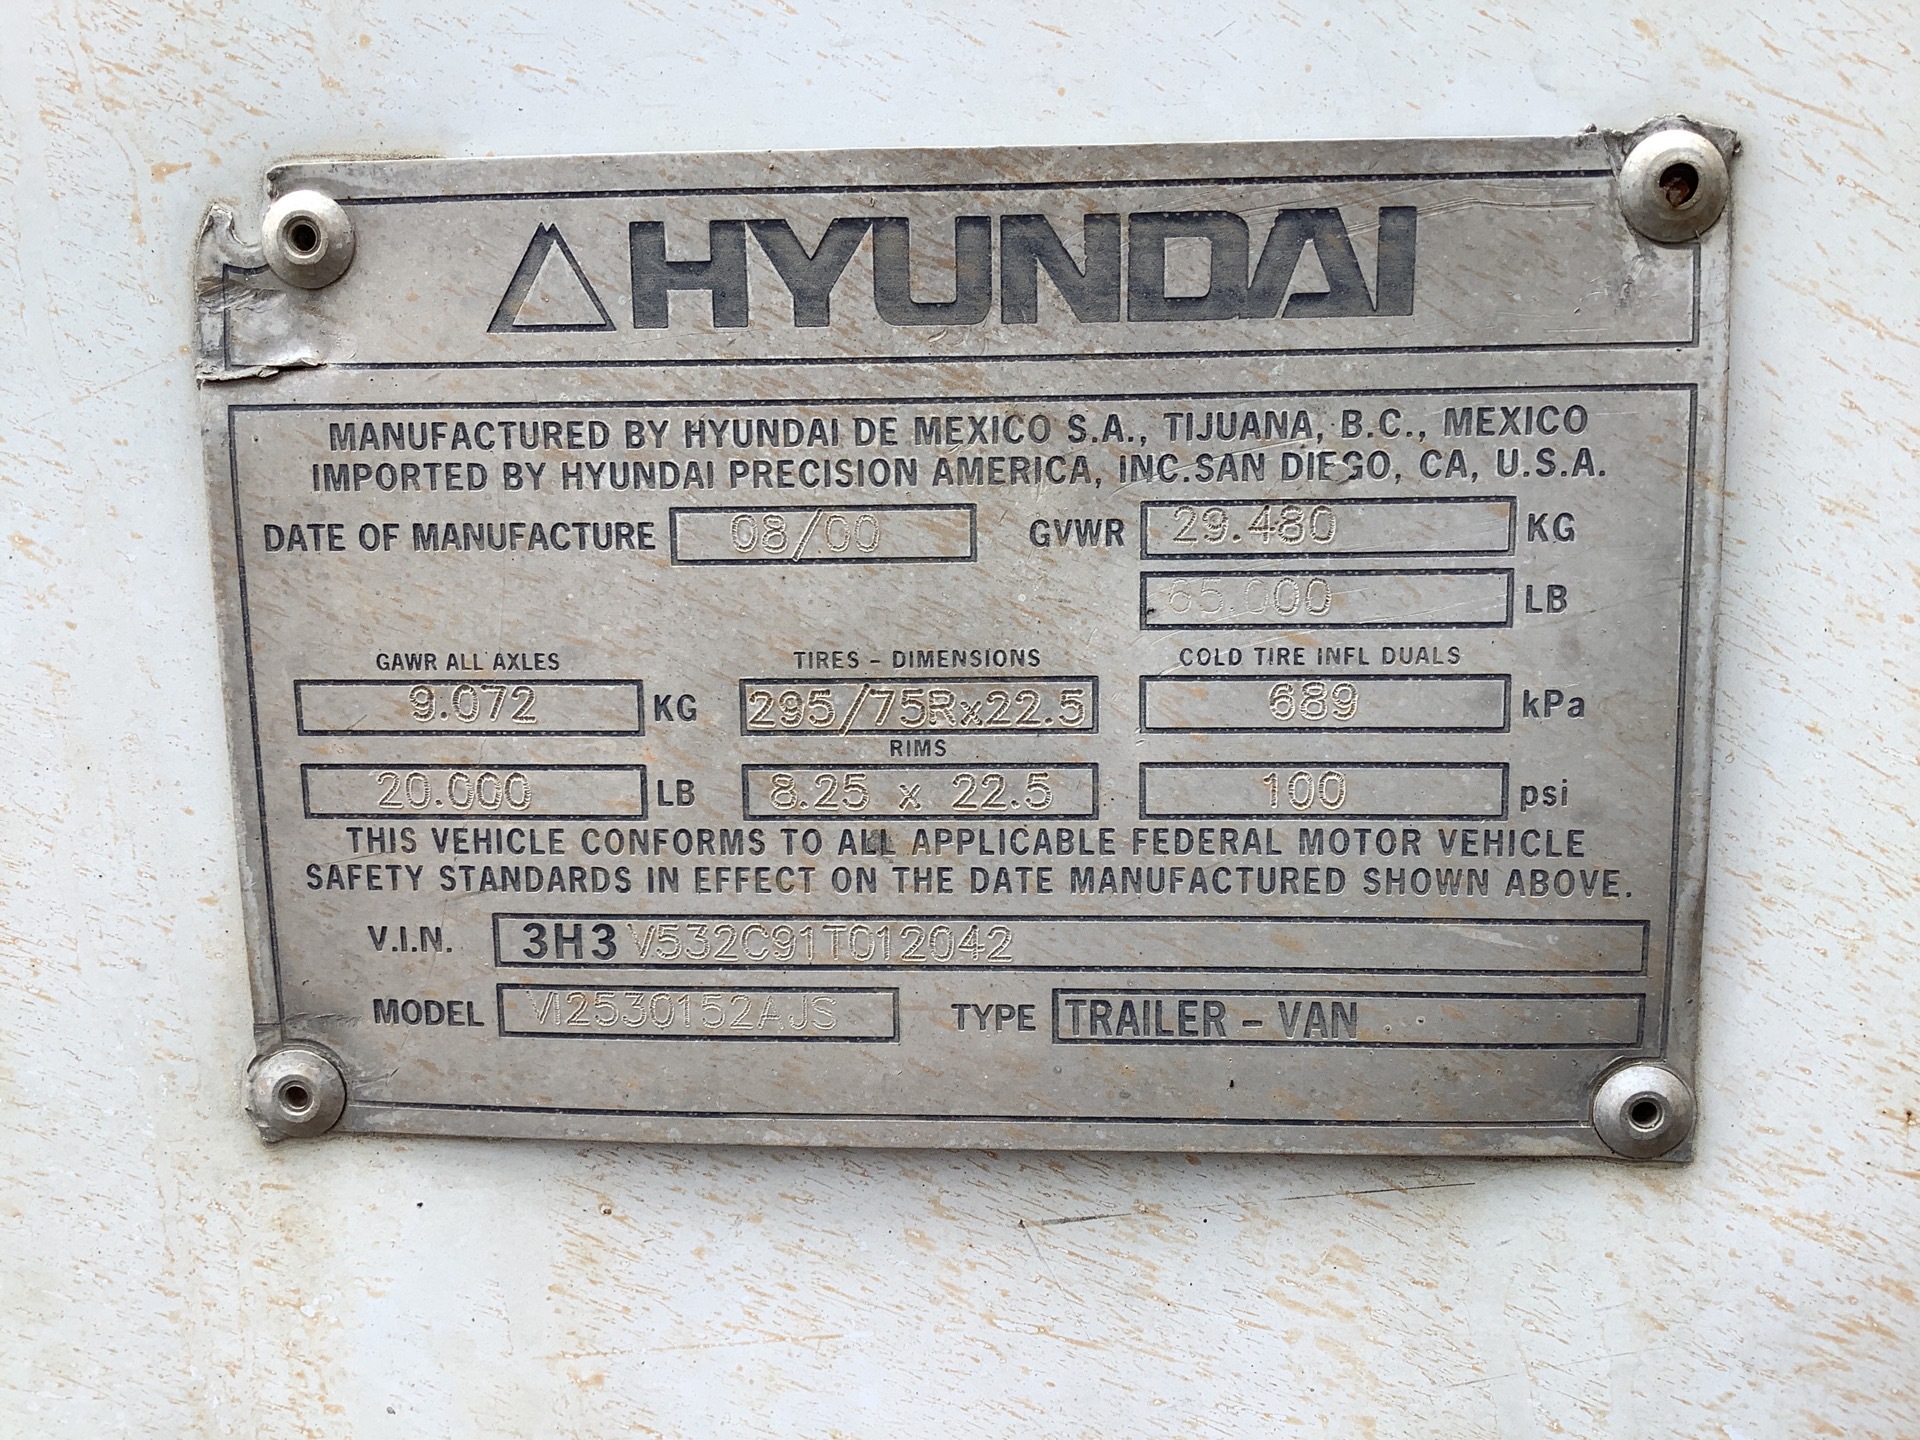 HYUNDAI
MANUFACTURED BY HYUNDAI DE MEXICO S.A., TIJUANA, B.C., MEXICO
IMPORTED BY HYUNDAI PRECISION AMERICA, INC.SAN DIEGO, CA, U.S.A.
DATE OF MANUFACTURE 08/00 GVWR 29.480 KG
65.000 LB
GAWR ALL AXLES TIRES - DIMENSIONS COLD TIRE INFL DUALS
9.072 KG 295/75Rx22.5 689 kPa
RIMS
20.000 LB 8.25 x 22.5 100 psi
THIS VEHICLE CONFORMS TO ALL APPLICABLE FEDERAL MOTOR VEHICLE
SAFETY STANDARDS IN EFFECT ON THE DATE MANUFACTURED SHOWN ABOVE.
V.I.N. 3H3V532C91T012042
MODEL VI2530152AJS TYPE TRAILER - VAN